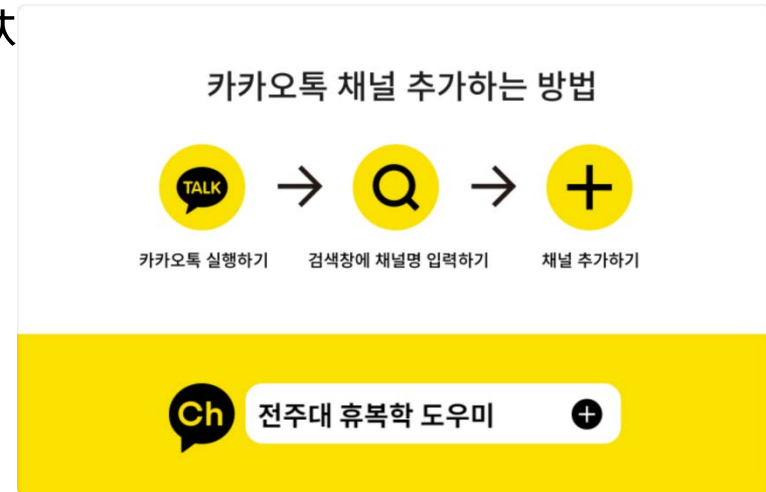 카카오톡 채널 추가하는 방법
TALK
카카오톡 실행하기
검색창에 채널명 입력하기
채널 추가하기
Ch
전주대 휴복학 도우미